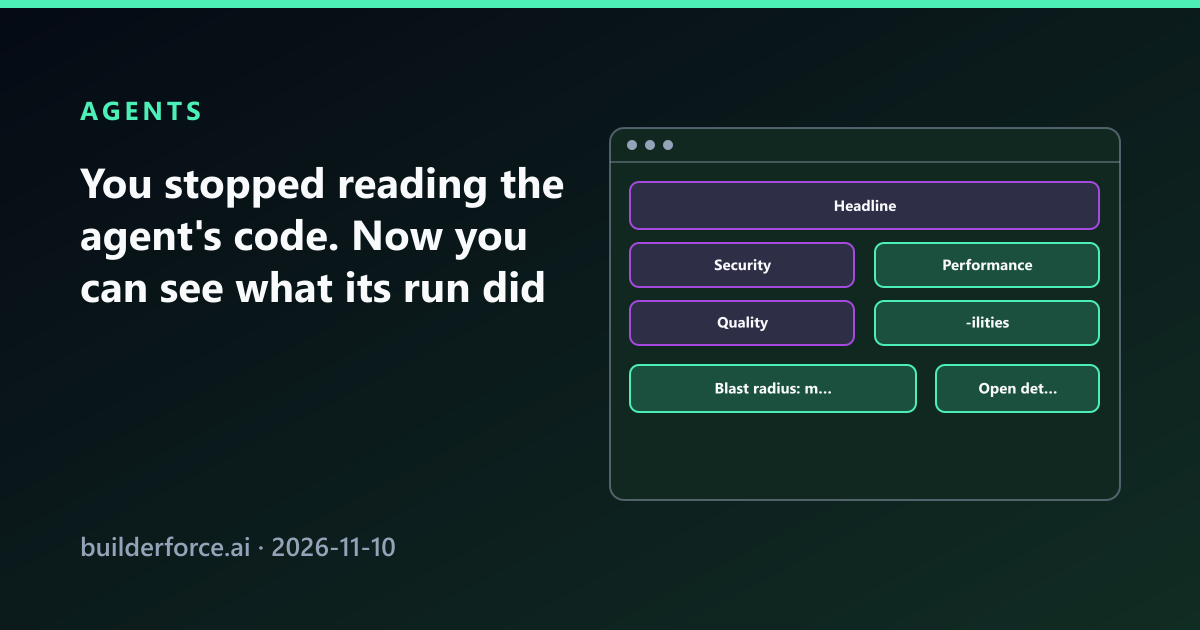 AGENTS
You stopped reading the
agent's code. Now you
can see what its run did
Headline
Security
Performance
Quality
-ilities
Blast radius: m...
Open det...
builderforce.ai · 2026-11-10